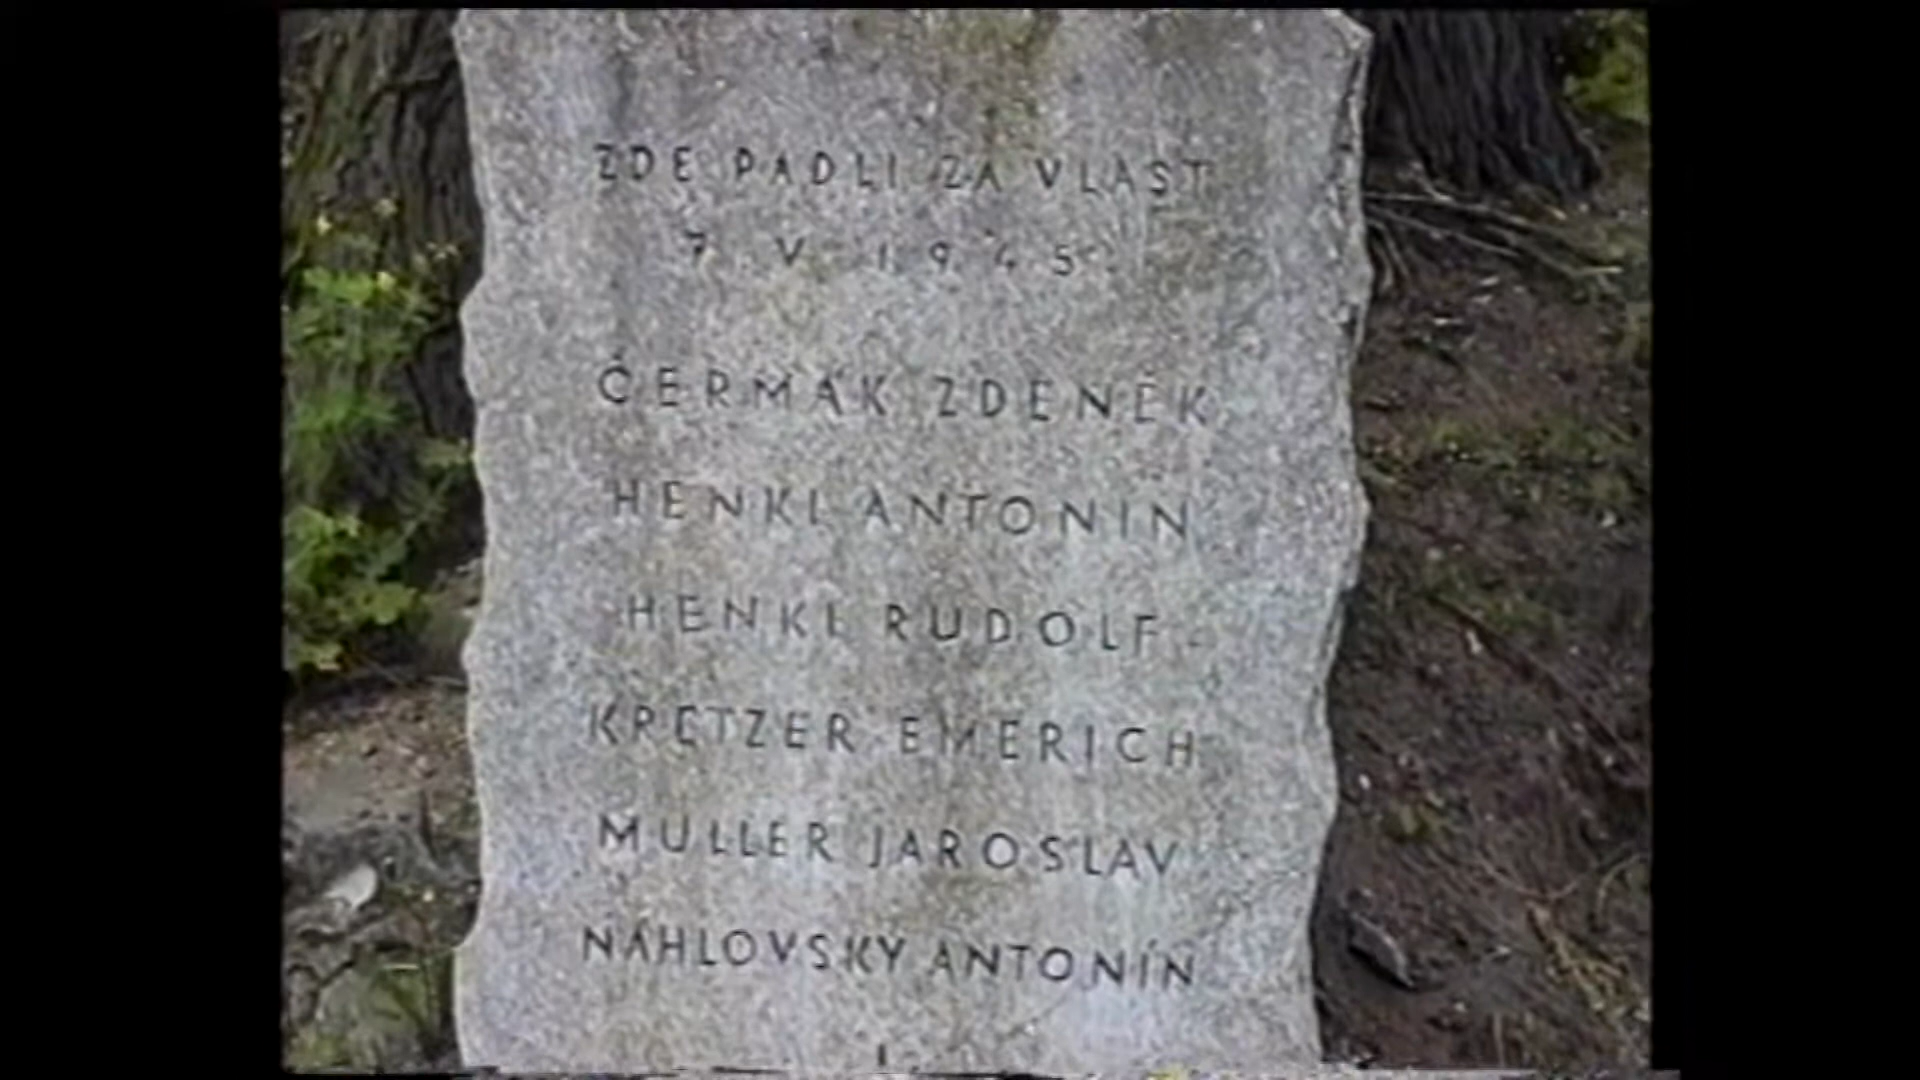 ZDE PADLI ZA VLAST
7. V. 1945
ČERMÁK ZDENĚK
HENKL ANTONÍN
HENKL RUDOLF
KRETZER EMERICH
MÜLLER JAROSLAV
NÁHLOVSKÝ ANTONÍN